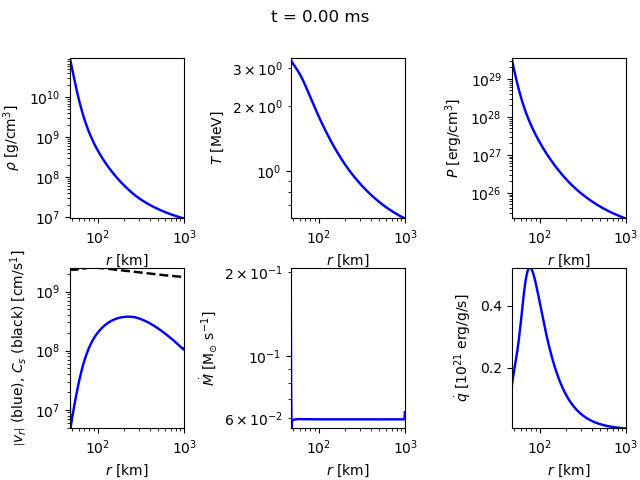 t = 0.00 ms
ρ [g/cm³]
10¹⁰
10⁹
10⁸
10⁷
10²
10³
r [km]
T [MeV]
3 × 10⁰
2 × 10⁰
10⁰
10²
10³
r [km]
P [erg/cm³]
10²⁹
10²⁸
10²⁷
10²⁶
10²
10³
r [km]
|vᵣ| (blue), Cₛ (black) [cm/s¹]
10⁹
10⁸
10⁷
10²
10³
r [km]
Ṁ [M⊙ s⁻¹]
2 × 10⁻¹
10⁻¹
6 × 10⁻²
10²
10³
r [km]
q̇ [10²¹ erg/g/s]
0.4
0.2
10²
10³
r [km]